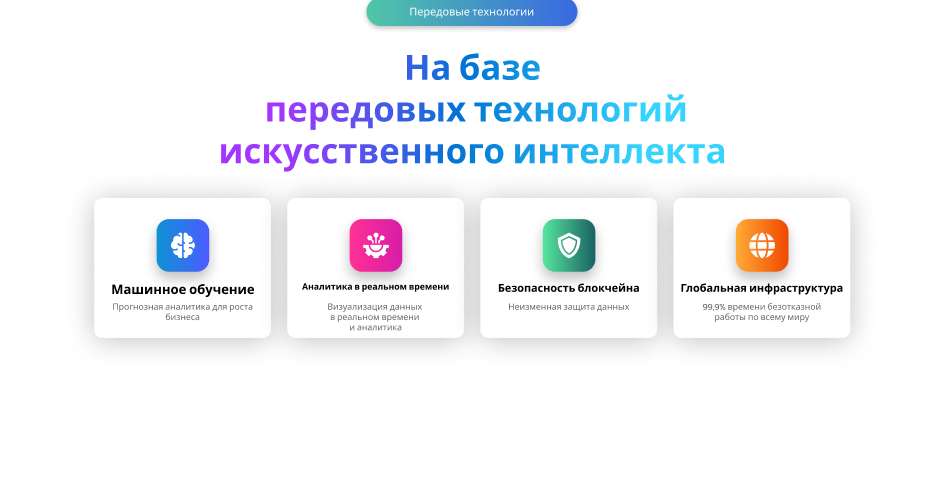 Передовые технологии
На базе
передовых технологий
искусственного интеллекта
Машинное обучение
Прогнозная аналитика для роста
бизнеса
Аналитика в реальном времени
Визуализация данных
в реальном времени
и аналитика
Безопасность блокчейна
Неизменная защита данных
Глобальная инфраструктура
99,9% времени безотказной
работы по всему миру